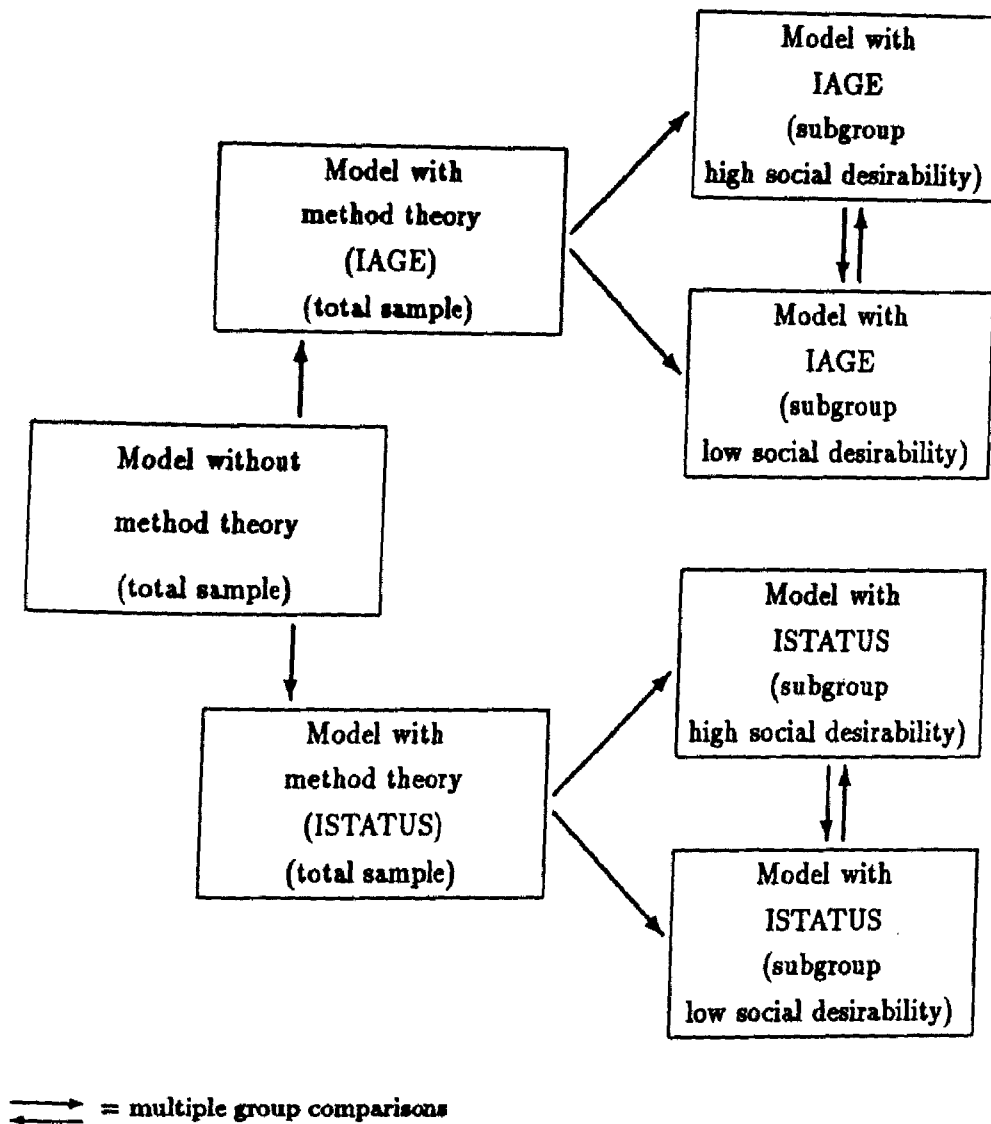 Model with
IAGE
(subgroup
high social desirability)
Model with
method theory
(IAGE)
(total sample)
Model with
IAGE
(subgroup
low social desirability)
Model without
method theory
(total sample)
Model with
ISTATUS
(subgroup
high social desirability)
Model with
method theory
(ISTATUS)
(total sample)
Model with
ISTATUS
(subgroup
low social desirability)
= multiple group comparisons